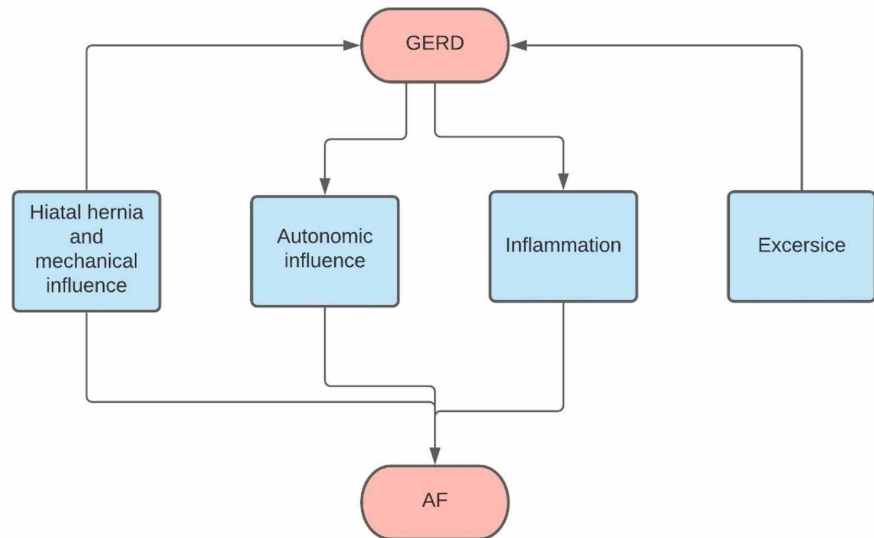 GERD
Hiatal hernia
and
mechanical
influence
Autonomic
influence
Inflammation
Excersice
AF